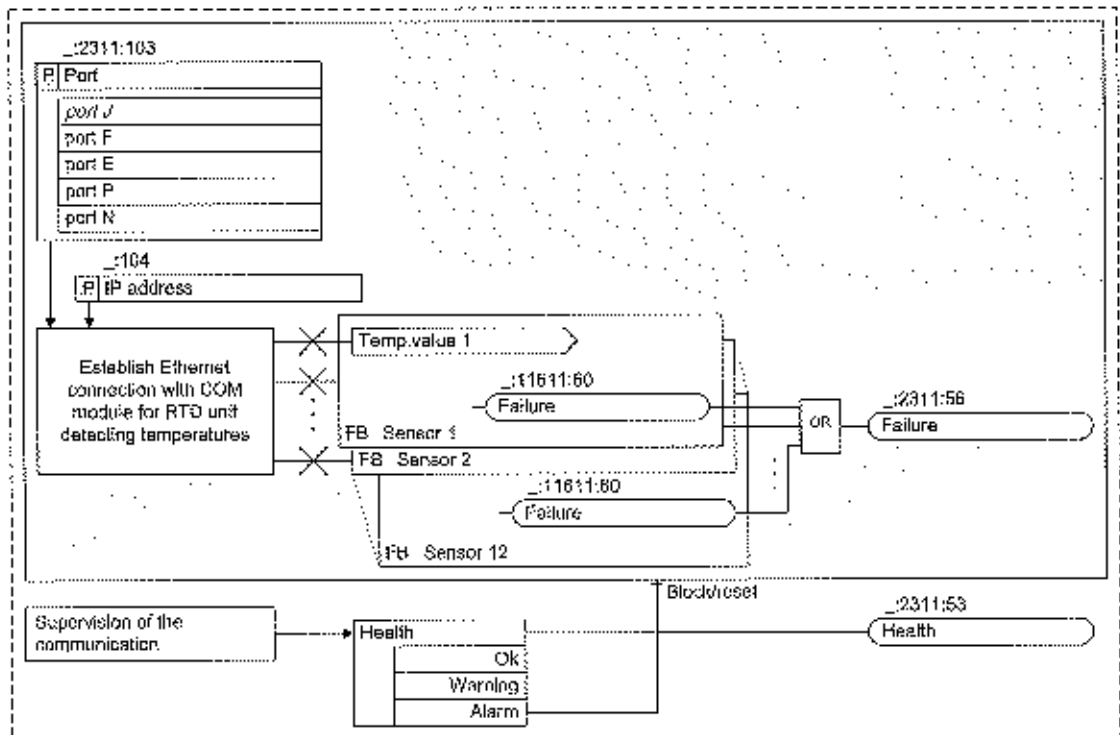 _:2311:103
P Port
port J
port F
port E
port P
port N
_:104
P IP address
Establish Ethernet
connection with COM
module for RTD unit
detecting temperatures
Temp.value 1
_:11611:60
Failure
FB Sensor 1
FB Sensor 2
_:11611:60
Failure
FB Sensor 12
OR
_:2311:56
Failure
Block/reset
Supervision of the
communication
Health
Ok
Warning
Alarm
_:2311:53
Health